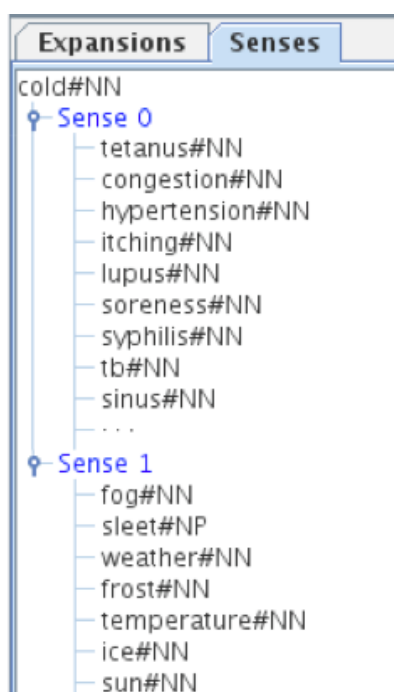 Expansions Senses
cold#NN
Sense 0
tetanus#NN
congestion#NN
hypertension#NN
itching#NN
lupus#NN
soreness#NN
syphilis#NN
tb#NN
sinus#NN
...
Sense 1
fog#NN
sleet#NP
weather#NN
frost#NN
temperature#NN
ice#NN
sun#NN